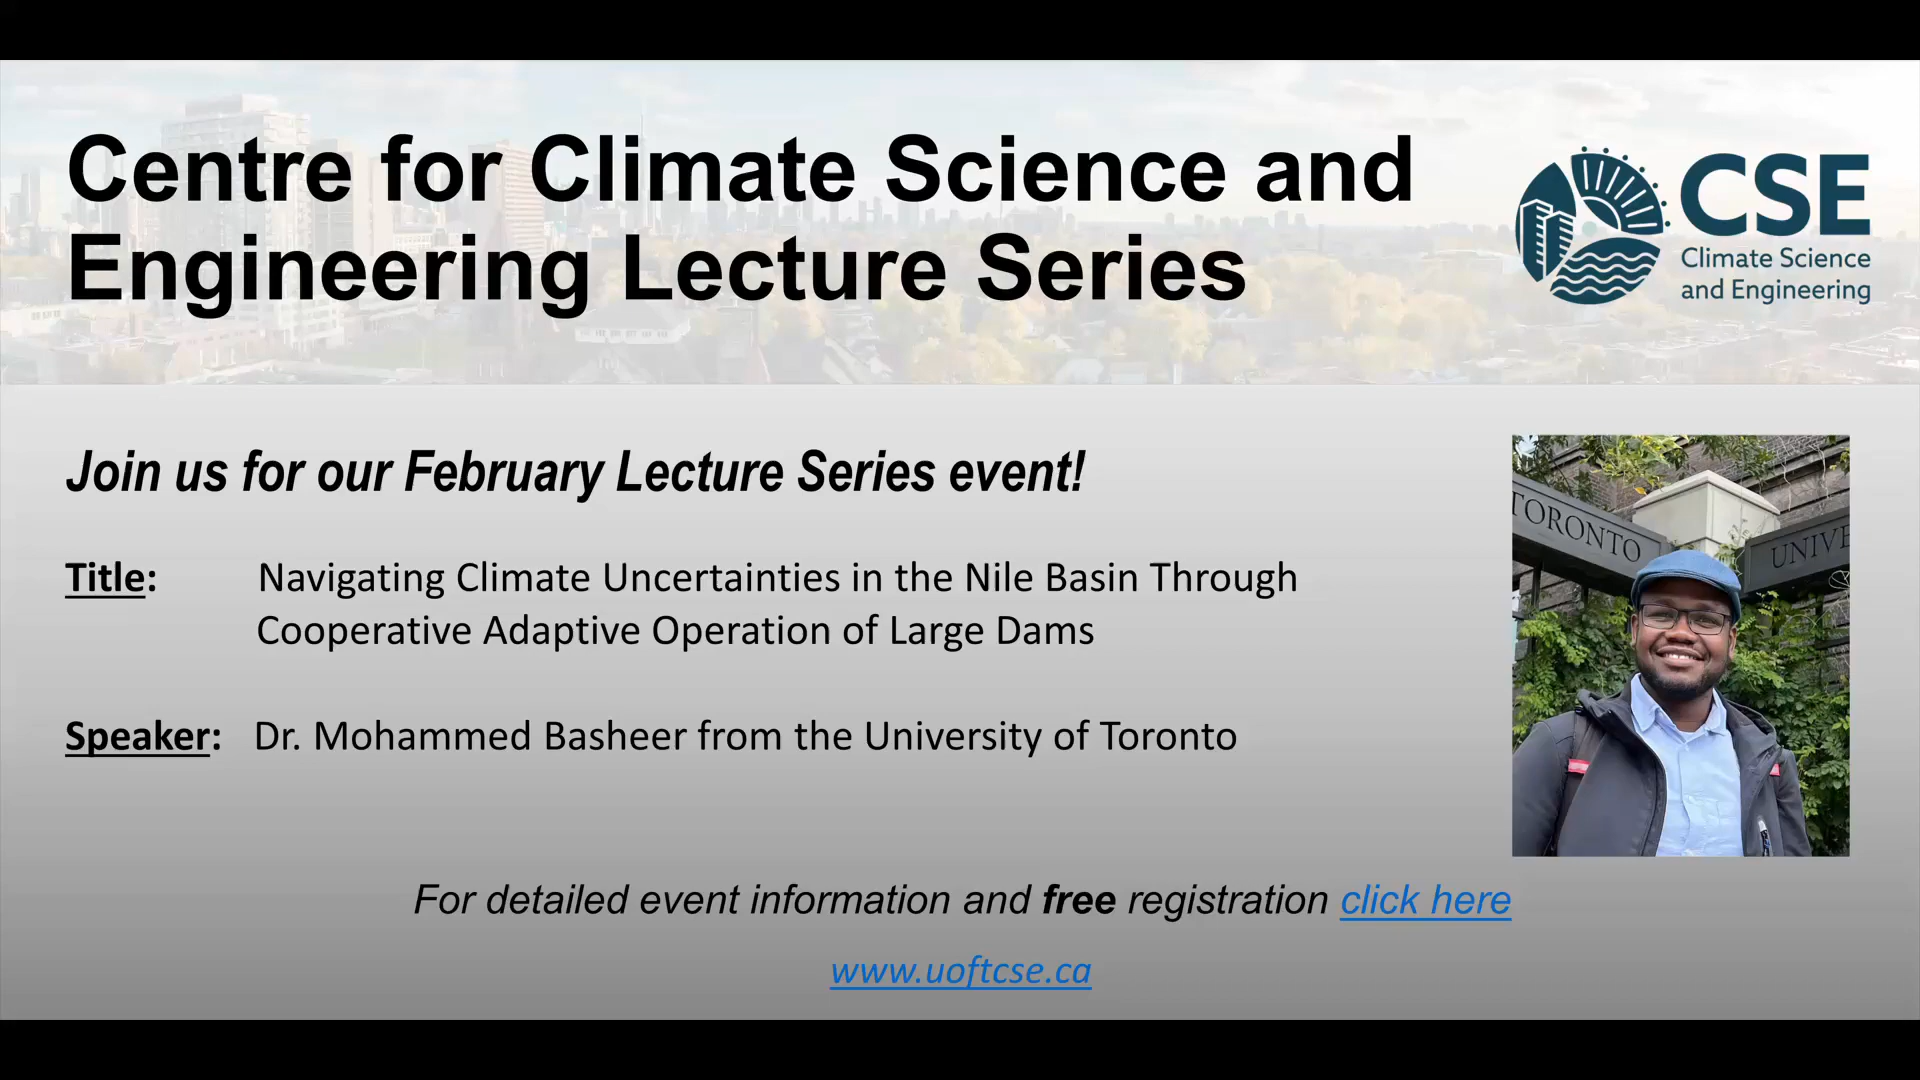 Centre for Climate Science and
Engineering Lecture Series
CSE
Climate Science
and Engineering
Join us for our February Lecture Series event!
Title: Navigating Climate Uncertainties in the Nile Basin Through
Cooperative Adaptive Operation of Large Dams
Speaker: Dr. Mohammed Basheer from the University of Toronto
TORONTO
UNIVE
For detailed event information and free registration click here
www.uoftcse.ca